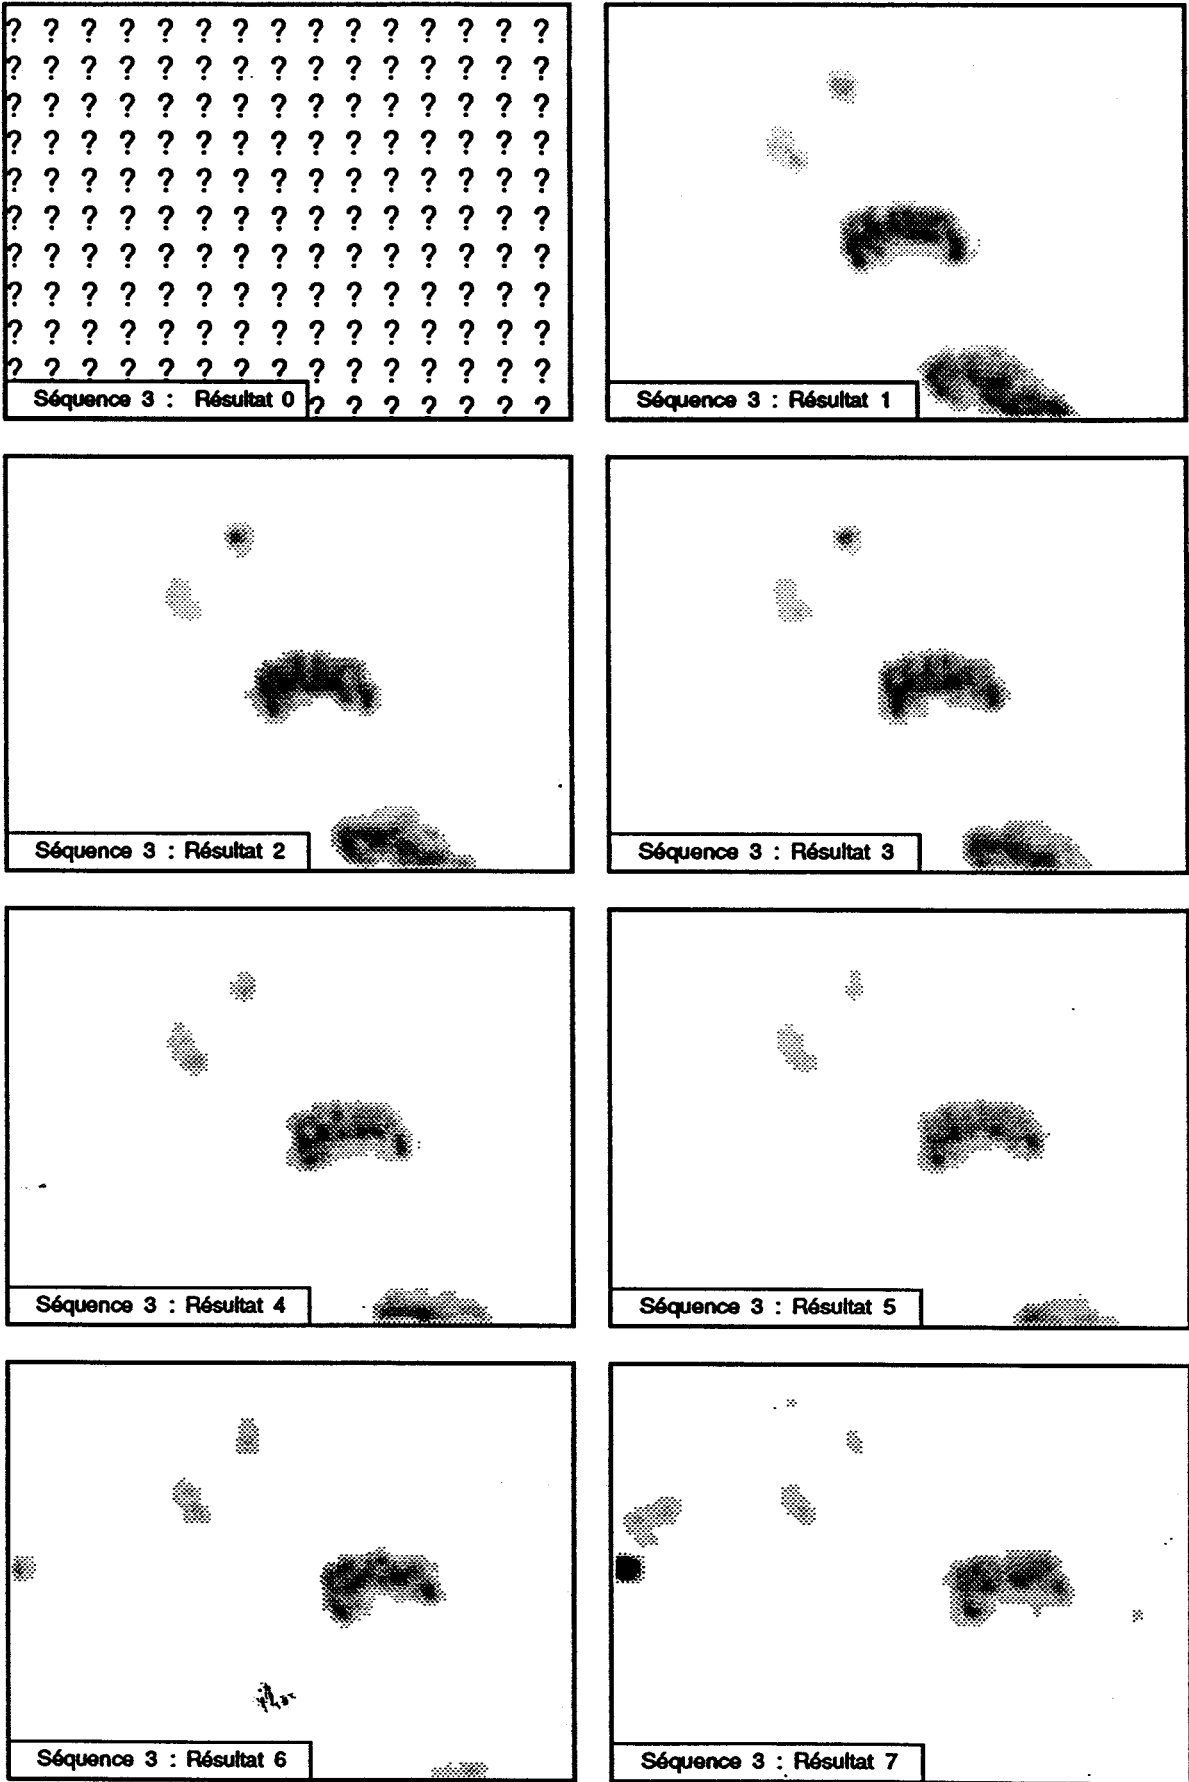 ? ? ? ? ? ? ? ? ? ? ? ? ? ? ?
? ? ? ? ? ? ? ? ? ? ? ? ? ? ?
? ? ? ? ? ? ? ? ? ? ? ? ? ? ?
? ? ? ? ? ? ? ? ? ? ? ? ? ? ?
? ? ? ? ? ? ? ? ? ? ? ? ? ? ?
? ? ? ? ? ? ? ? ? ? ? ? ? ? ?
? ? ? ? ? ? ? ? ? ? ? ? ? ? ?
? ? ? ? ? ? ? ? ? ? ? ? ? ? ?
? ? ? ? ? ? ? ? ? ? ? ? ? ? ?
? ? ? ? ? ? ? ? ? ? ? ? ? ? ?
Séquence 3 : Résultat 0 ? ? ? ? ? ? ?
Séquence 3 : Résultat 1
Séquence 3 : Résultat 2
Séquence 3 : Résultat 3
Séquence 3 : Résultat 4
Séquence 3 : Résultat 5
Séquence 3 : Résultat 6
Séquence 3 : Résultat 7